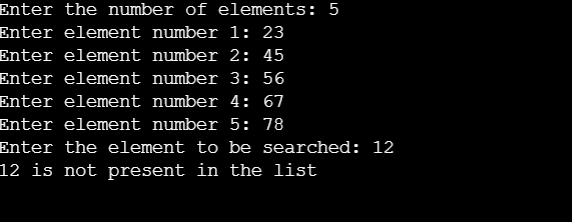 Enter the number of elements: 5
Enter element number 1: 23
Enter element number 2: 45
Enter element number 3: 56
Enter element number 4: 67
Enter element number 5: 78
Enter the element to be searched: 12
12 is not present in the list